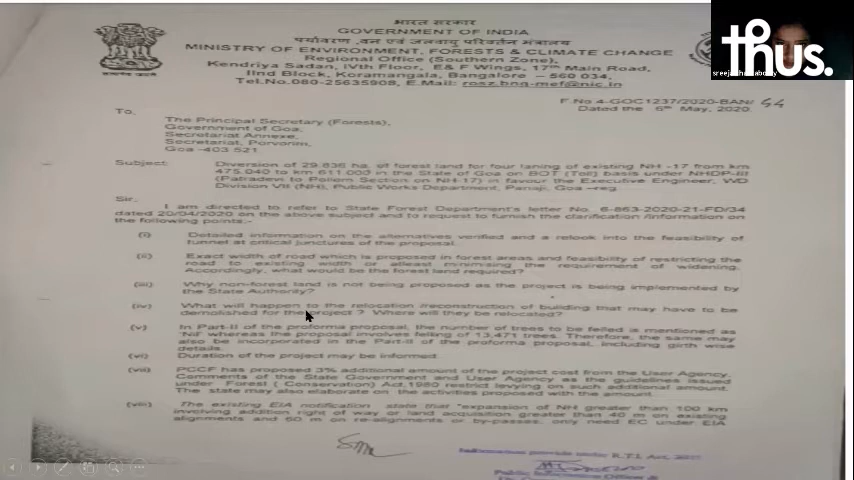 भारत सरकार
GOVERNMENT OF INDIA
पर्यावरण, वन एवं जलवायु परिवर्तन मंत्रालय
MINISTRY OF ENVIRONMENT, FORESTS & CLIMATE CHANGE
Regional Office (Southern Zone),
Kendriya Sadan, IVth Floor, E& F Wings, 17th Main Road,
IInd Block, Koramangala, Bangalore – 560 034,
Tel.No.080-25635908, E.Mail: rosz.bng-mef@nic.in
thus.
F.No 4-GOC1237/2020-BAN/
Dated the 6th May, 2020.
To,
The Principal Secretary (Forests),
Government of Goa,
Secretariat Annexe,
Secretariat, Porvorim,
Goa -403 521
Subject: Diversion of 29.836 ha. of forest land for four laning of existing NH -17 from km
475.040 to km 611.000 in the State of Goa on BOT (Toll) basis under NHDP-III
(Patradevi to Pollem Section on NH-17) in favour the Executive Engineer, WD
Division VII (NH), Public Works Department, Panaji, Goa –reg.
Sir,
I am directed to refer to State Forest Department's letter No. 6-863-2020-21-FD/34
dated 20/04/2020 on the above subject and to request to furnish the clarification /information on
the following points,-
(i) Detailed information on the alternatives verified and a relook into the feasibility of
tunnel at critical junctures of the proposal.
(ii) Exact width of road which is proposed in forest areas and feasibility of restricting the
road to existing width or atleast minimising the requirement of widening.
Accordingly, what would be the forest land required?
(iii) Why non-forest land is not being proposed as the project is being implemented by
the State Authority?
(iv) What will happen to the relocation /reconstruction of building that may have to be
demolished for the project ? Where will they be relocated?
(v) In Part-II of the proforma proposal, the number of trees to be felled is mentioned as
'Nil' whereas the proposal involves felling of 13,471 trees. Therefore, the same may
also be incorporated in the Part-II of the proforma proposal, including girth wise
details.
(vi) Duration of the project may be informed.
(vii) PCCF has proposed 3% additional amount of the project cost from the User Agency.
Comments of the State Government and User Agency as the guidelines issued
under Forest ( Conservation) Act,1980 restrict levying on such additional amount.
The state may also elaborate on the activities proposed with the amount.
(viii) The existing EIA notification state that "expansion of NH greater than 100 km
involving addition right of way or land acquisition greater than 40 m on existing
alignments and 60 m on re-alignments or by-passes, only need EC under EIA
Information provide under R.T.I. Act, 2005
Public Information Officer &